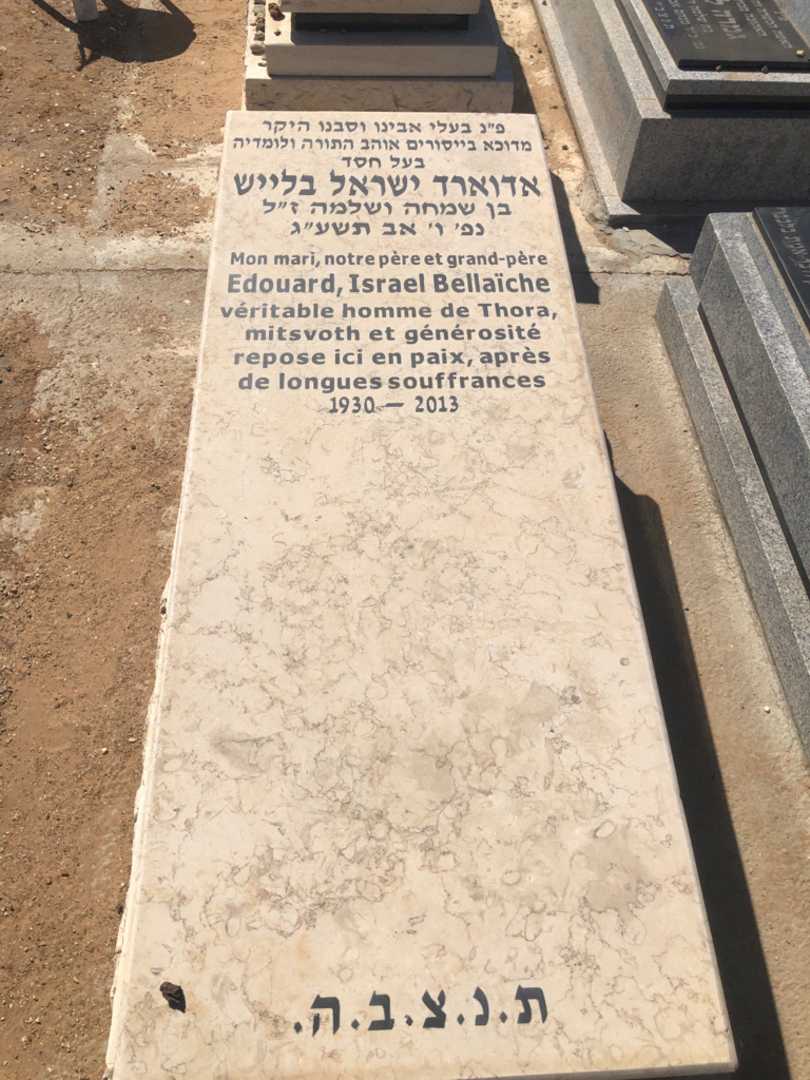 פ"נ בעלי אבינו וסבנו היקר
מדוכא בייסורים אוהב התורה ולומדיה
בעל חסד
אדוארד ישראל בלייש
בן שמחה ושלמה ז"ל
נפ' ו' אב תשע"ג
Mon mari, notre père et grand-père
Edouard, Israel Bellaïche
véritable homme de Thora,
mitsvoth et générosité
repose ici en paix, après
de longues souffrances
1930 — 2013
ת.נ.צ.ב.ה.